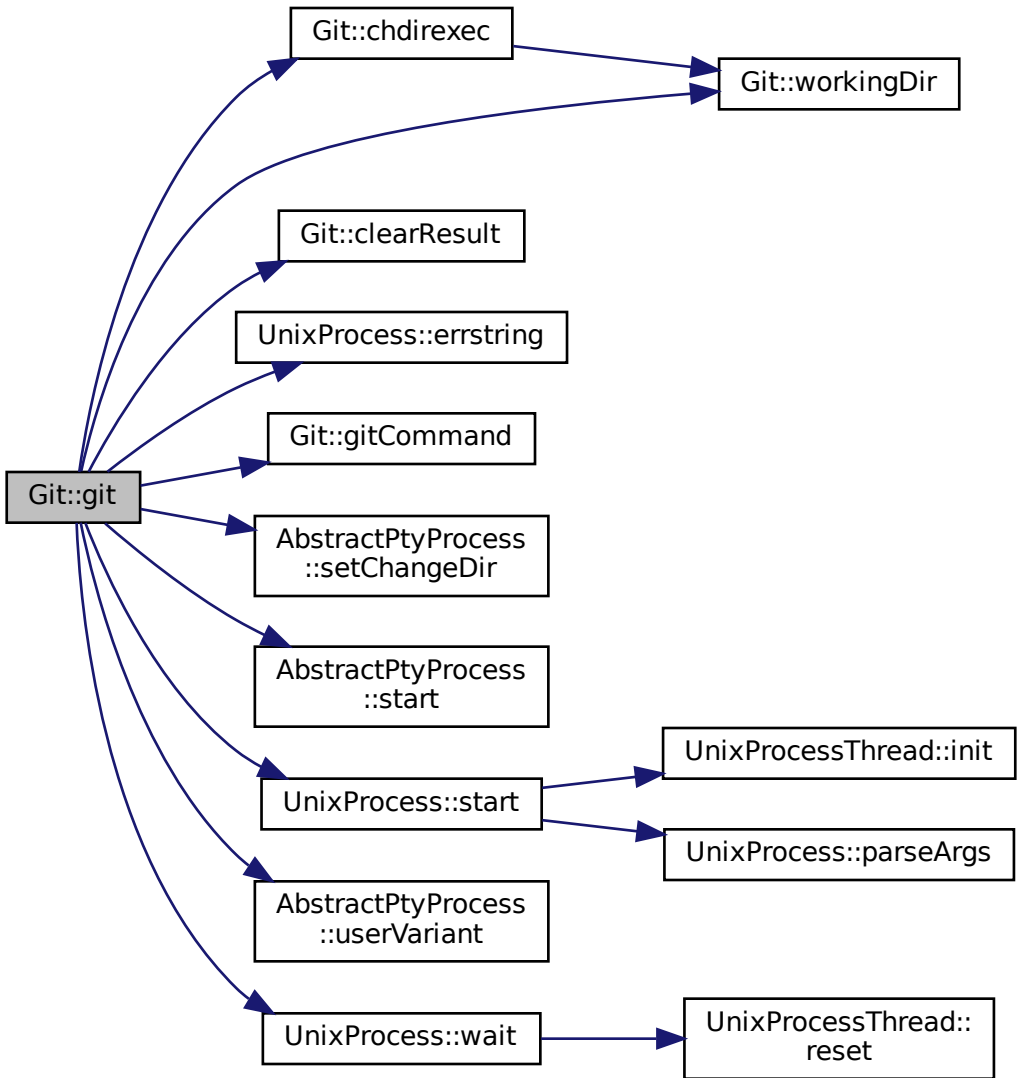 Git::chdirexec
Git::workingDir
Git::clearResult
UnixProcess::errstring
Git::gitCommand
Git::git
AbstractPtyProcess
::setChangeDir
AbstractPtyProcess
::start
UnixProcessThread::init
UnixProcess::start
UnixProcess::parseArgs
AbstractPtyProcess
::userVariant
UnixProcess::wait
UnixProcessThread::
reset